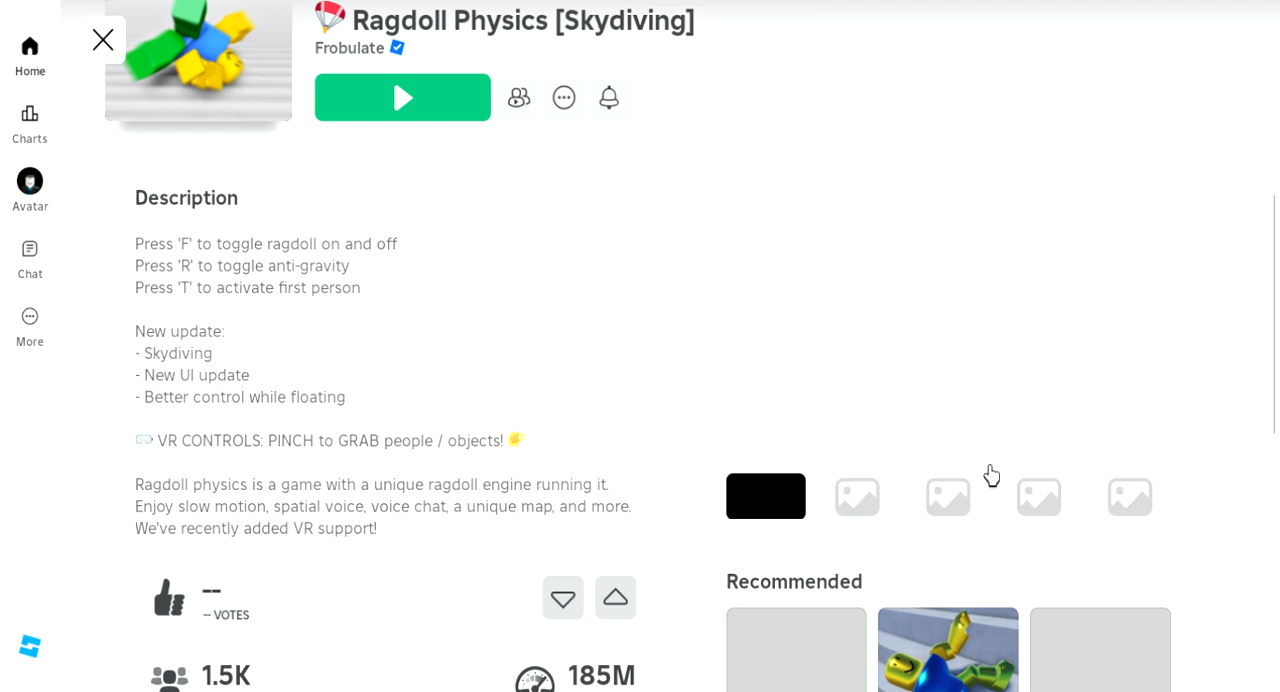 Ragdoll Physics [Skydiving]
Frobulate
Home
Charts
Avatar
Chat
More
Description
Press 'F' to toggle ragdoll on and off
Press 'R' to toggle anti-gravity
Press 'T' to activate first person
New update:
- Skydiving
- New UI update
- Better control while floating
VR CONTROLS: PINCH to GRAB people / objects!
Ragdoll physics is a game with a unique ragdoll engine running it.
Enjoy slow motion, spatial voice, voice chat, a unique map, and more.
We've recently added VR support!
--
-- VOTES
1.5K
185M
Recommended